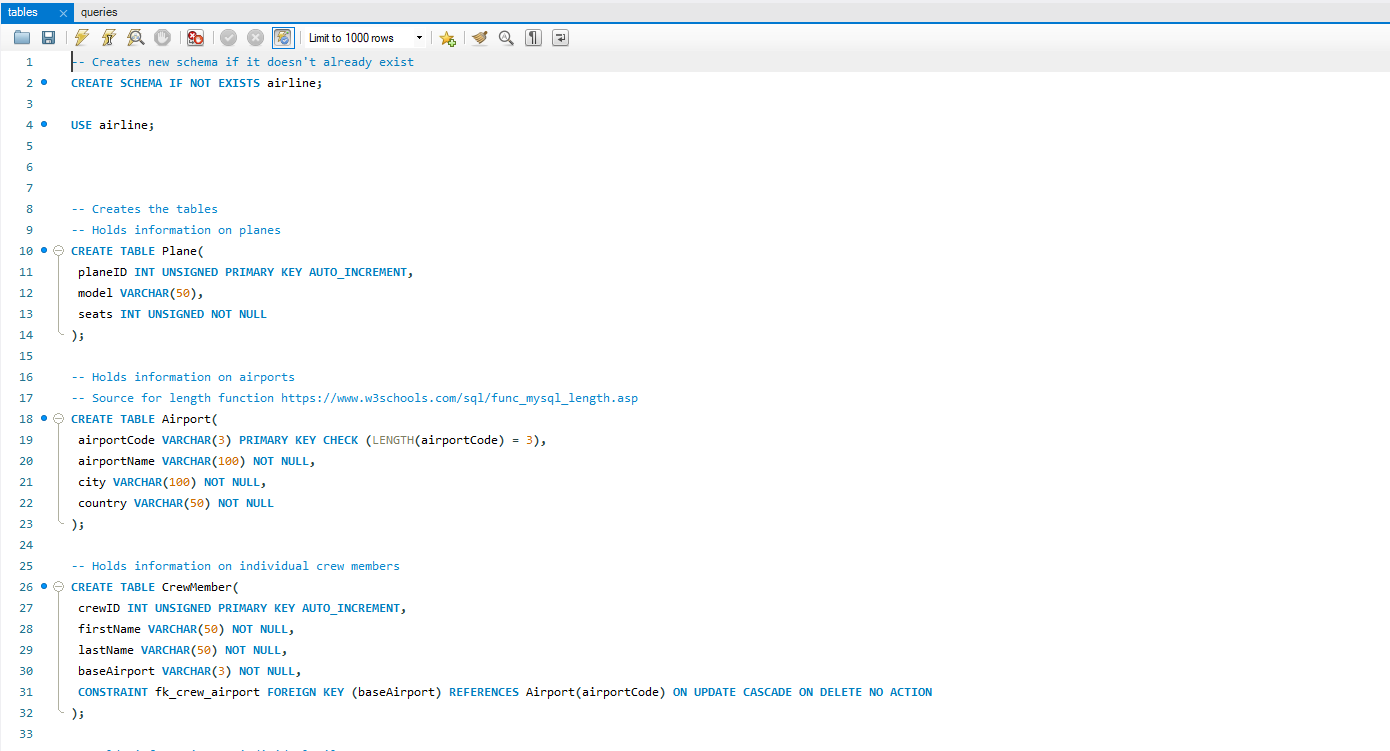 tables queries
Limit to 1000 rows
1 -- Creates new schema if it doesn't already exist
2 CREATE SCHEMA IF NOT EXISTS airline;
3
4 USE airline;
5
6
7
8 -- Creates the tables
9 -- Holds information on planes
10 CREATE TABLE Plane(
11 planeID INT UNSIGNED PRIMARY KEY AUTO_INCREMENT,
12 model VARCHAR(50),
13 seats INT UNSIGNED NOT NULL
14 );
15
16 -- Holds information on airports
17 -- Source for length function https://www.w3schools.com/sql/func_mysql_length.asp
18 CREATE TABLE Airport(
19 airportCode VARCHAR(3) PRIMARY KEY CHECK (LENGTH(airportCode) = 3),
20 airportName VARCHAR(100) NOT NULL,
21 city VARCHAR(100) NOT NULL,
22 country VARCHAR(50) NOT NULL
23 );
24
25 -- Holds information on individual crew members
26 CREATE TABLE CrewMember(
27 crewID INT UNSIGNED PRIMARY KEY AUTO_INCREMENT,
28 firstName VARCHAR(50) NOT NULL,
29 lastName VARCHAR(50) NOT NULL,
30 baseAirport VARCHAR(3) NOT NULL,
31 CONSTRAINT fk_crew_airport FOREIGN KEY (baseAirport) REFERENCES Airport(airportCode) ON UPDATE CASCADE ON DELETE NO ACTION
32 );
33